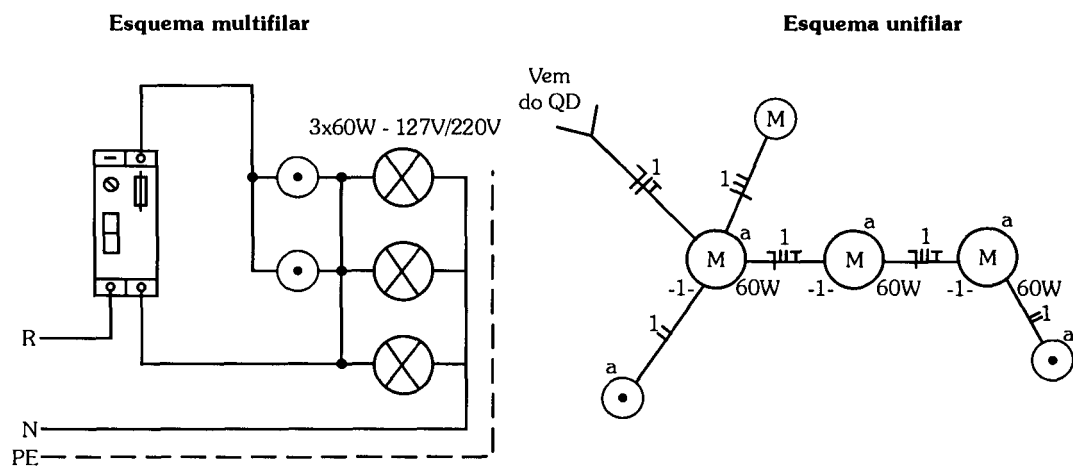 Esquema multifilar
3x60W - 127V/220V
R
N
PE
Esquema unifilar
Vem
do QD
M
1
1
a
a
a
M
1
M
1
M
-1-
60W
-1-
60W
-1-
60W
1
1
a
a